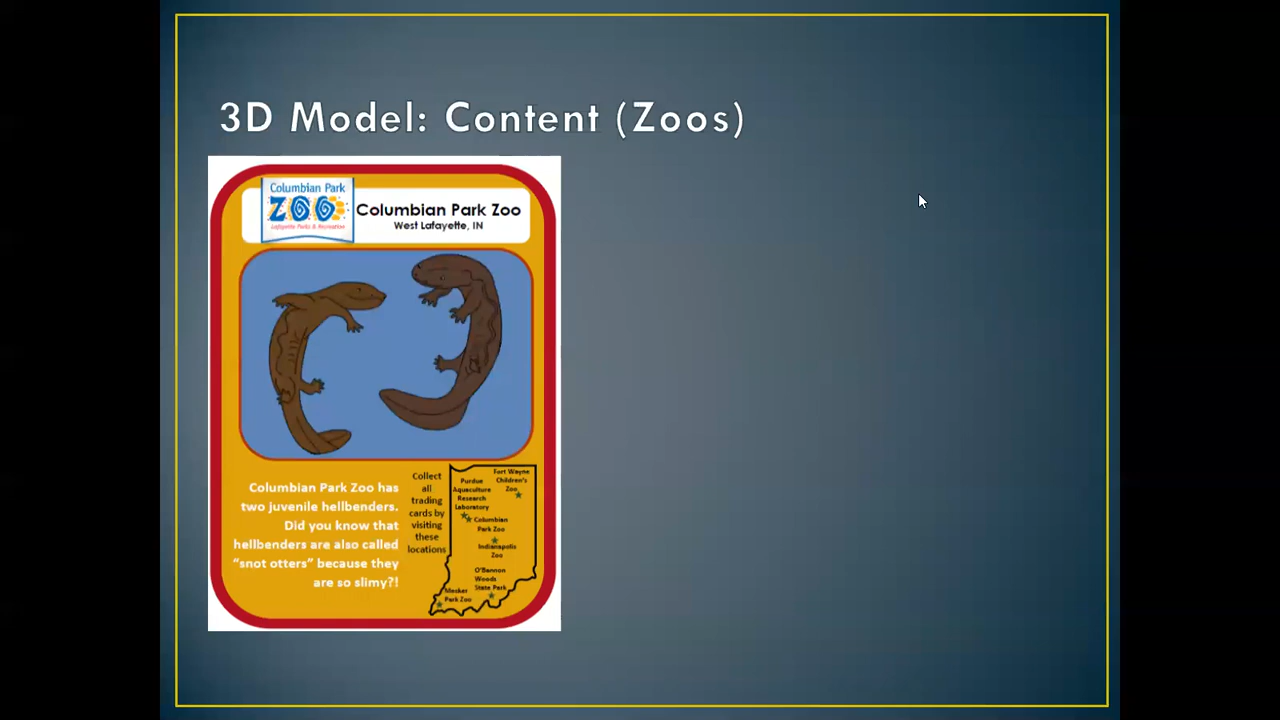 3D Model: Content (Zoos)
Columbian Park
ZOO
Lafayette Parks & Recreation
Columbian Park Zoo
West Lafayette, IN
Columbian Park Zoo has
two juvenile hellbenders.
Did you know that
hellbenders are also called
“snot otters” because they
are so slimy?!
Collect
all
trading
cards by
visiting
these
locations
Fort Wayne
Children's
Zoo
Purdue
Aquaculture
Research
Laboratory
Columbian
Park Zoo
Indianapolis
Zoo
O'Bannon
Woods
State Park
Mesker
Park Zoo